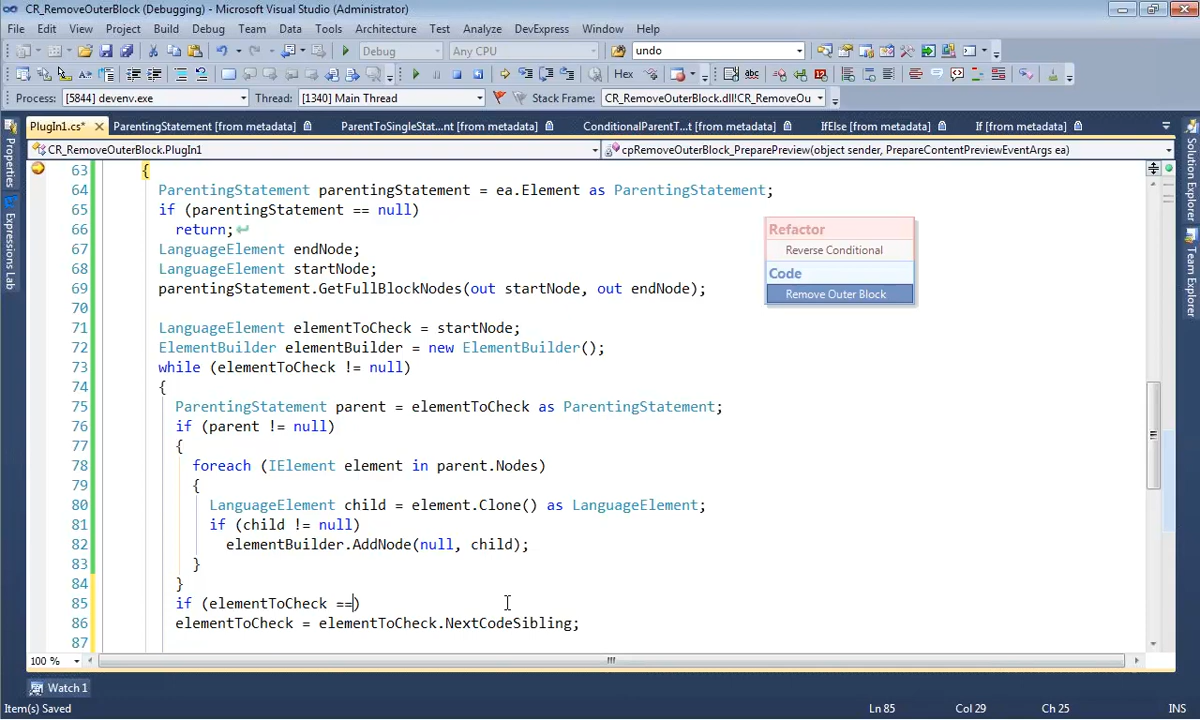 CR_RemoveOuterBlock (Debugging) - Microsoft Visual Studio (Administrator)
File Edit View Project Build Debug Team Data Tools Architecture Test Analyze DevExpress Window Help
Debug Any CPU undo
Hex
Process: [5844] devenv.exe Thread: [1340] Main Thread Stack Frame: CR_RemoveOuterBlock.dll!CR_RemoveOu
PlugIn1.cs* ParentingStatement [from metadata] ParentToSingleStat...nt [from metadata] ConditionalParentT...t [from metadata] IfElse [from metadata] If [from metadata]
CR_RemoveOuterBlock.PlugIn1 cpRemoveOuterBlock_PreparePreview(object sender, PrepareContentPreviewEventArgs ea)
Properties
Expressions Lab
Solution Explorer
Team Explorer
63 {
64 ParentingStatement parentingStatement = ea.Element as ParentingStatement;
65 if (parentingStatement == null)
66 return;
67 LanguageElement endNode;
68 LanguageElement startNode;
69 parentingStatement.GetFullBlockNodes(out startNode, out endNode);
70
71 LanguageElement elementToCheck = startNode;
72 ElementBuilder elementBuilder = new ElementBuilder();
73 while (elementToCheck != null)
74 {
75 ParentingStatement parent = elementToCheck as ParentingStatement;
76 if (parent != null)
77 {
78 foreach (IElement element in parent.Nodes)
79 {
80 LanguageElement child = element.Clone() as LanguageElement;
81 if (child != null)
82 elementBuilder.AddNode(null, child);
83 }
84 }
85 if (elementToCheck ==)
86 elementToCheck = elementToCheck.NextCodeSibling;
87
Refactor
Reverse Conditional
Code
Remove Outer Block
100 %
Watch 1
Item(s) Saved Ln 85 Col 29 Ch 25 INS